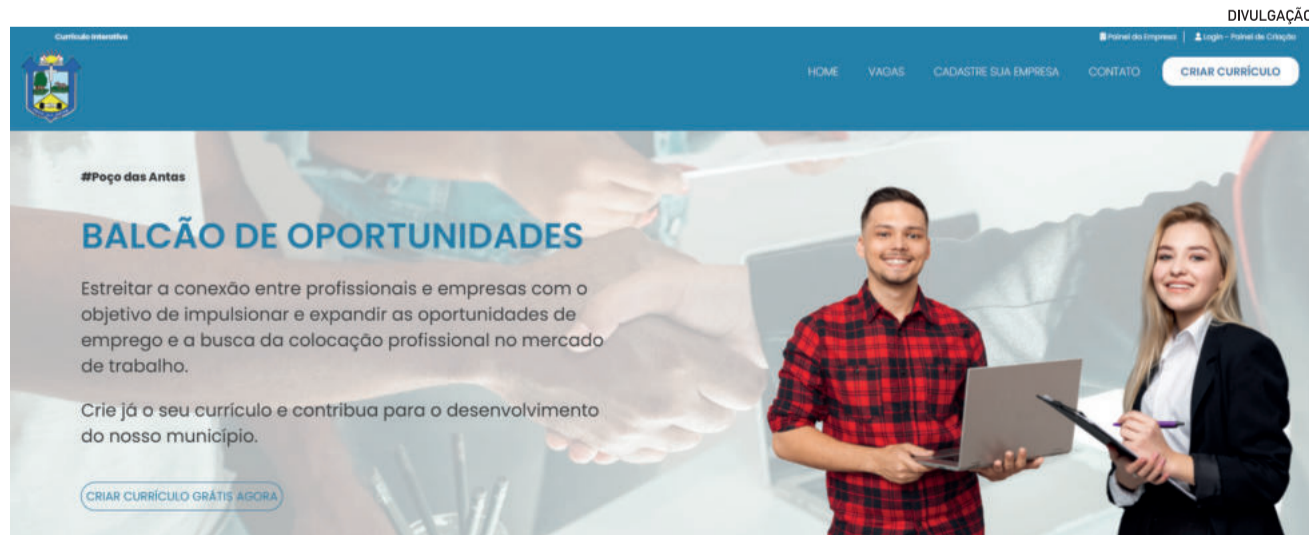 DIVULGAÇÃO
Currículo Interativo
Painel da Empresa
Login - Painel de Criação
HOME VAGAS CADASTRE SUA EMPRESA CONTATO CRIAR CURRÍCULO
#Poço das Antas
BALCÃO DE OPORTUNIDADES
Estreitar a conexão entre profissionais e empresas com o
objetivo de impulsionar e expandir as oportunidades de
emprego e a busca da colocação profissional no mercado
de trabalho.
Crie já o seu currículo e contribua para o desenvolvimento
do nosso município.
CRIAR CURRÍCULO GRÁTIS AGORA